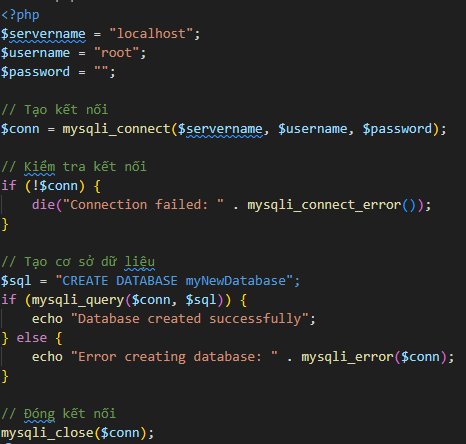 <?php
$servername = "localhost";
$username = "root";
$password = "";
// Tạo kết nối
$conn = mysqli_connect($servername, $username, $password);
// Kiểm tra kết nối
if (!$conn) {
    die("Connection failed: " . mysqli_connect_error());
}
// Tạo cơ sở dữ liệu
$sql = "CREATE DATABASE myNewDatabase";
if (mysqli_query($conn, $sql)) {
    echo "Database created successfully";
} else {
    echo "Error creating database: " . mysqli_error($conn);
}
// Đóng kết nối
mysqli_close($conn);